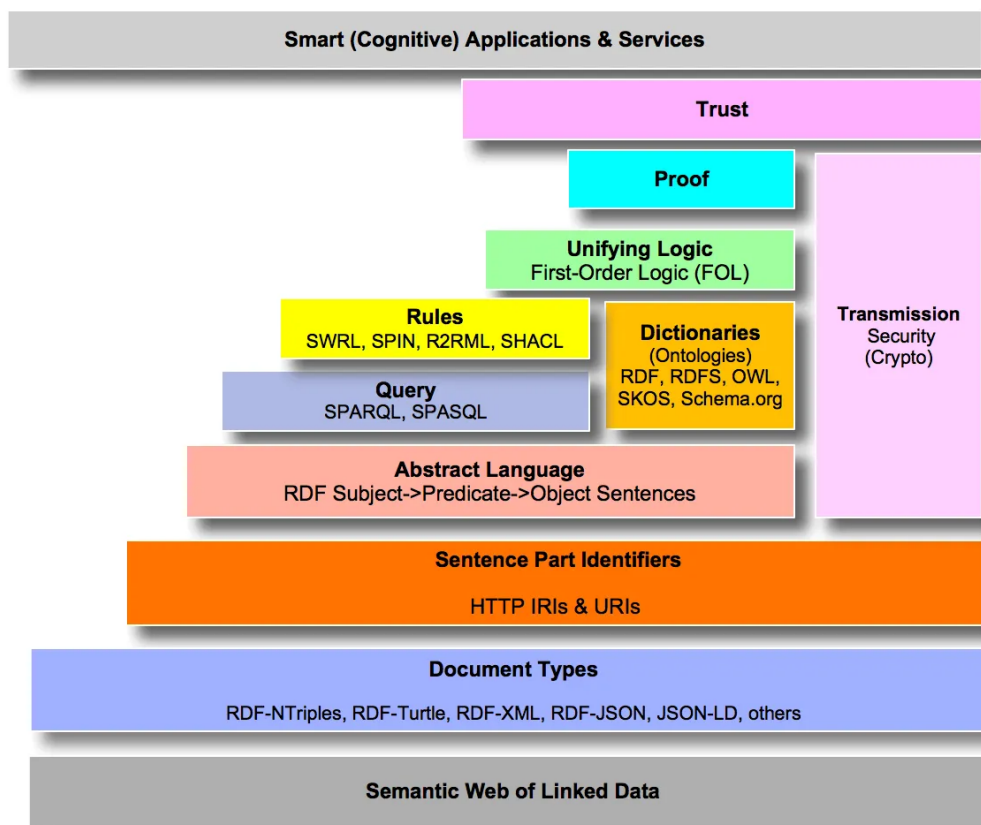 Smart (Cognitive) Applications & Services
Trust
Proof
Unifying Logic
First-Order Logic (FOL)
Rules
SWRL, SPIN, R2RML, SHACL
Dictionaries
(Ontologies)
RDF, RDFS, OWL,
SKOS, Schema.org
Transmission
Security
(Crypto)
Query
SPARQL, SPASQL
Abstract Language
RDF Subject->Predicate->Object Sentences
Sentence Part Identifiers
HTTP IRIs & URIs
Document Types
RDF-NTriples, RDF-Turtle, RDF-XML, RDF-JSON, JSON-LD, others
Semantic Web of Linked Data